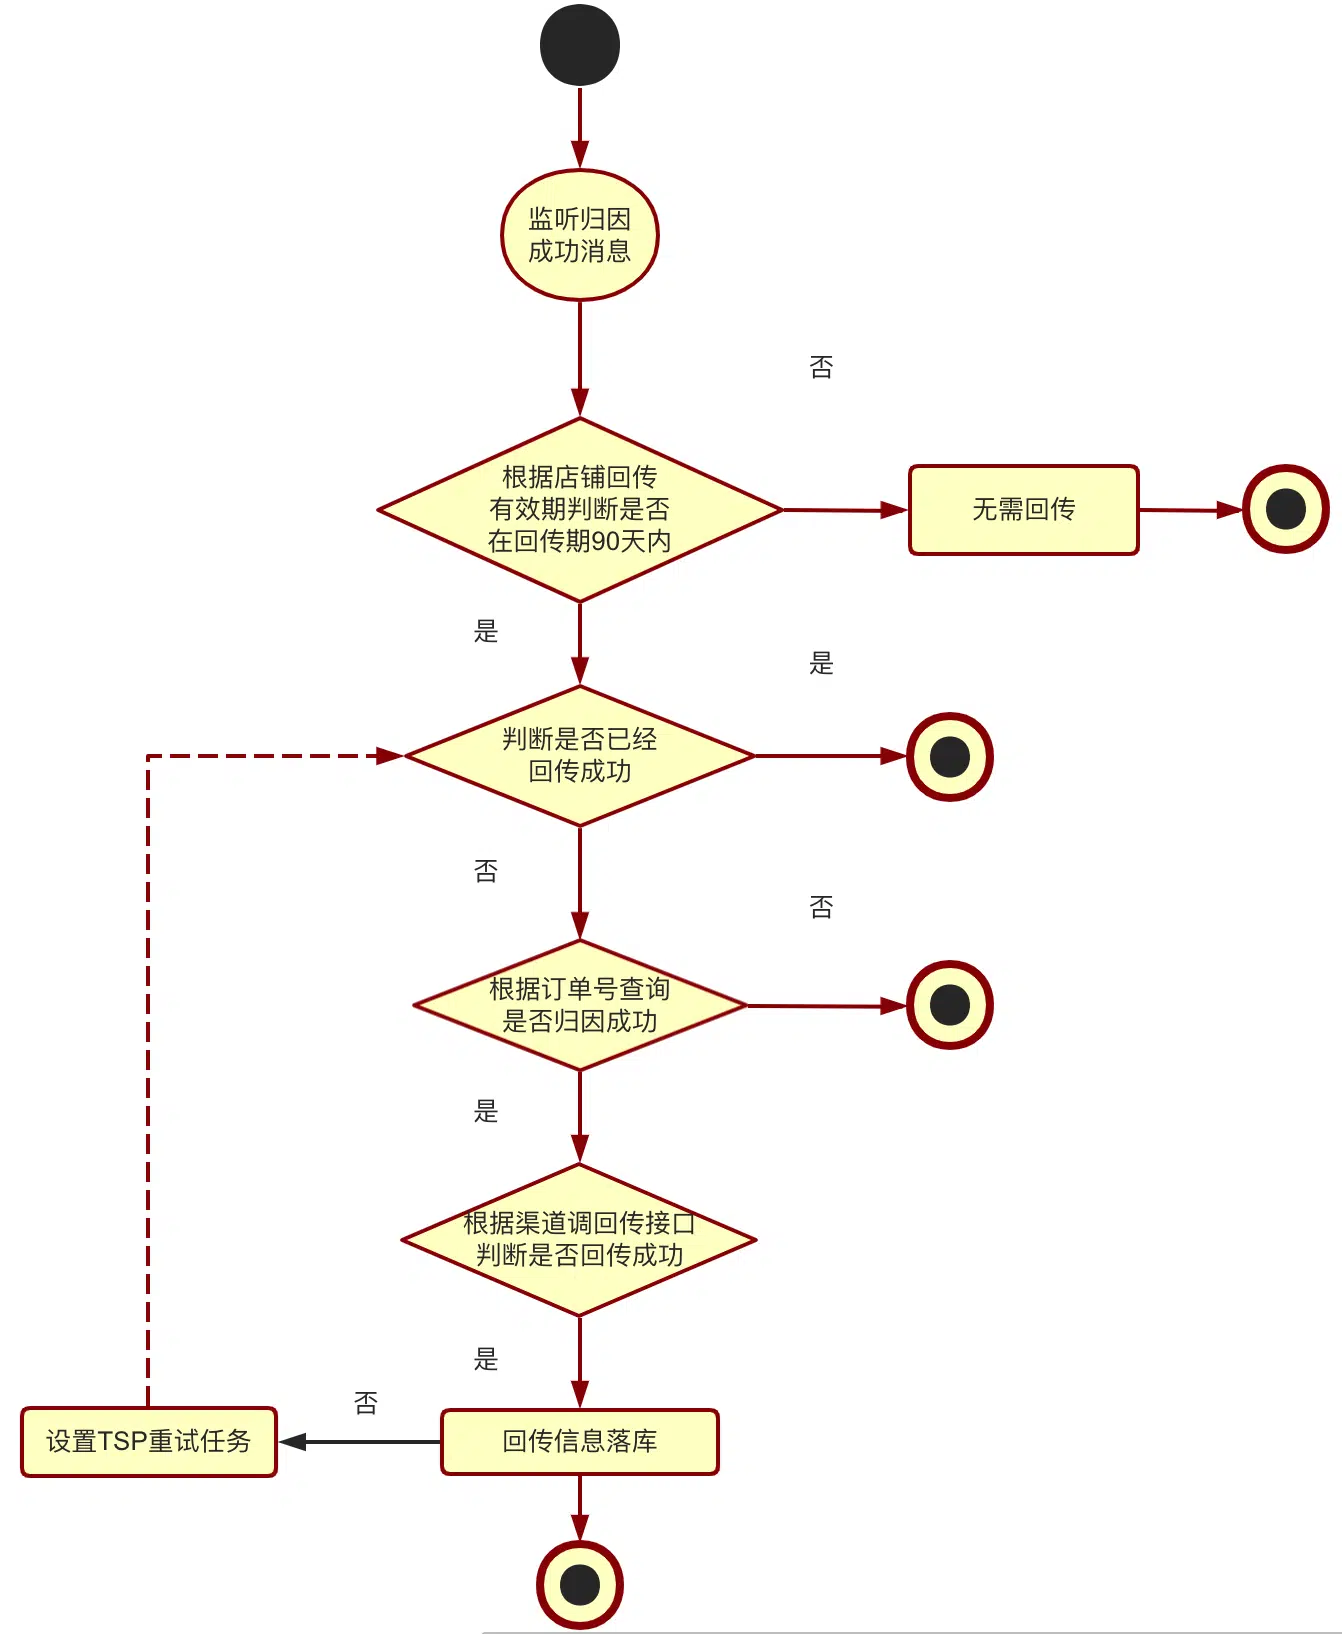 监听归因
成功消息
否
根据店铺回传
有效期判断是否
在回传期90天内
无需回传
是
是
判断是否已经
回传成功
否
否
根据订单号查询
是否归因成功
是
根据渠道调回传接口
判断是否回传成功
是
否
设置TSP重试任务
回传信息落库